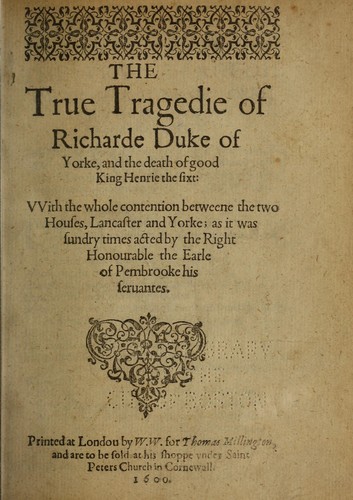 THE
True Tragedie of
Richarde Duke of
Yorke, and the death of good
King Henrie the sixt:
VVith the whole contention betweene the two
Houſes, Lancaſter and Yorke; as it was
ſundry times acted by the Right
Honourable the Earle
of Pembrooke his
ſeruantes.
Printed at London by W.W. for Thomas Millington,
and are to be ſold at his ſhoppe vnder Saint
Peters Church in Cornewall.
1600.